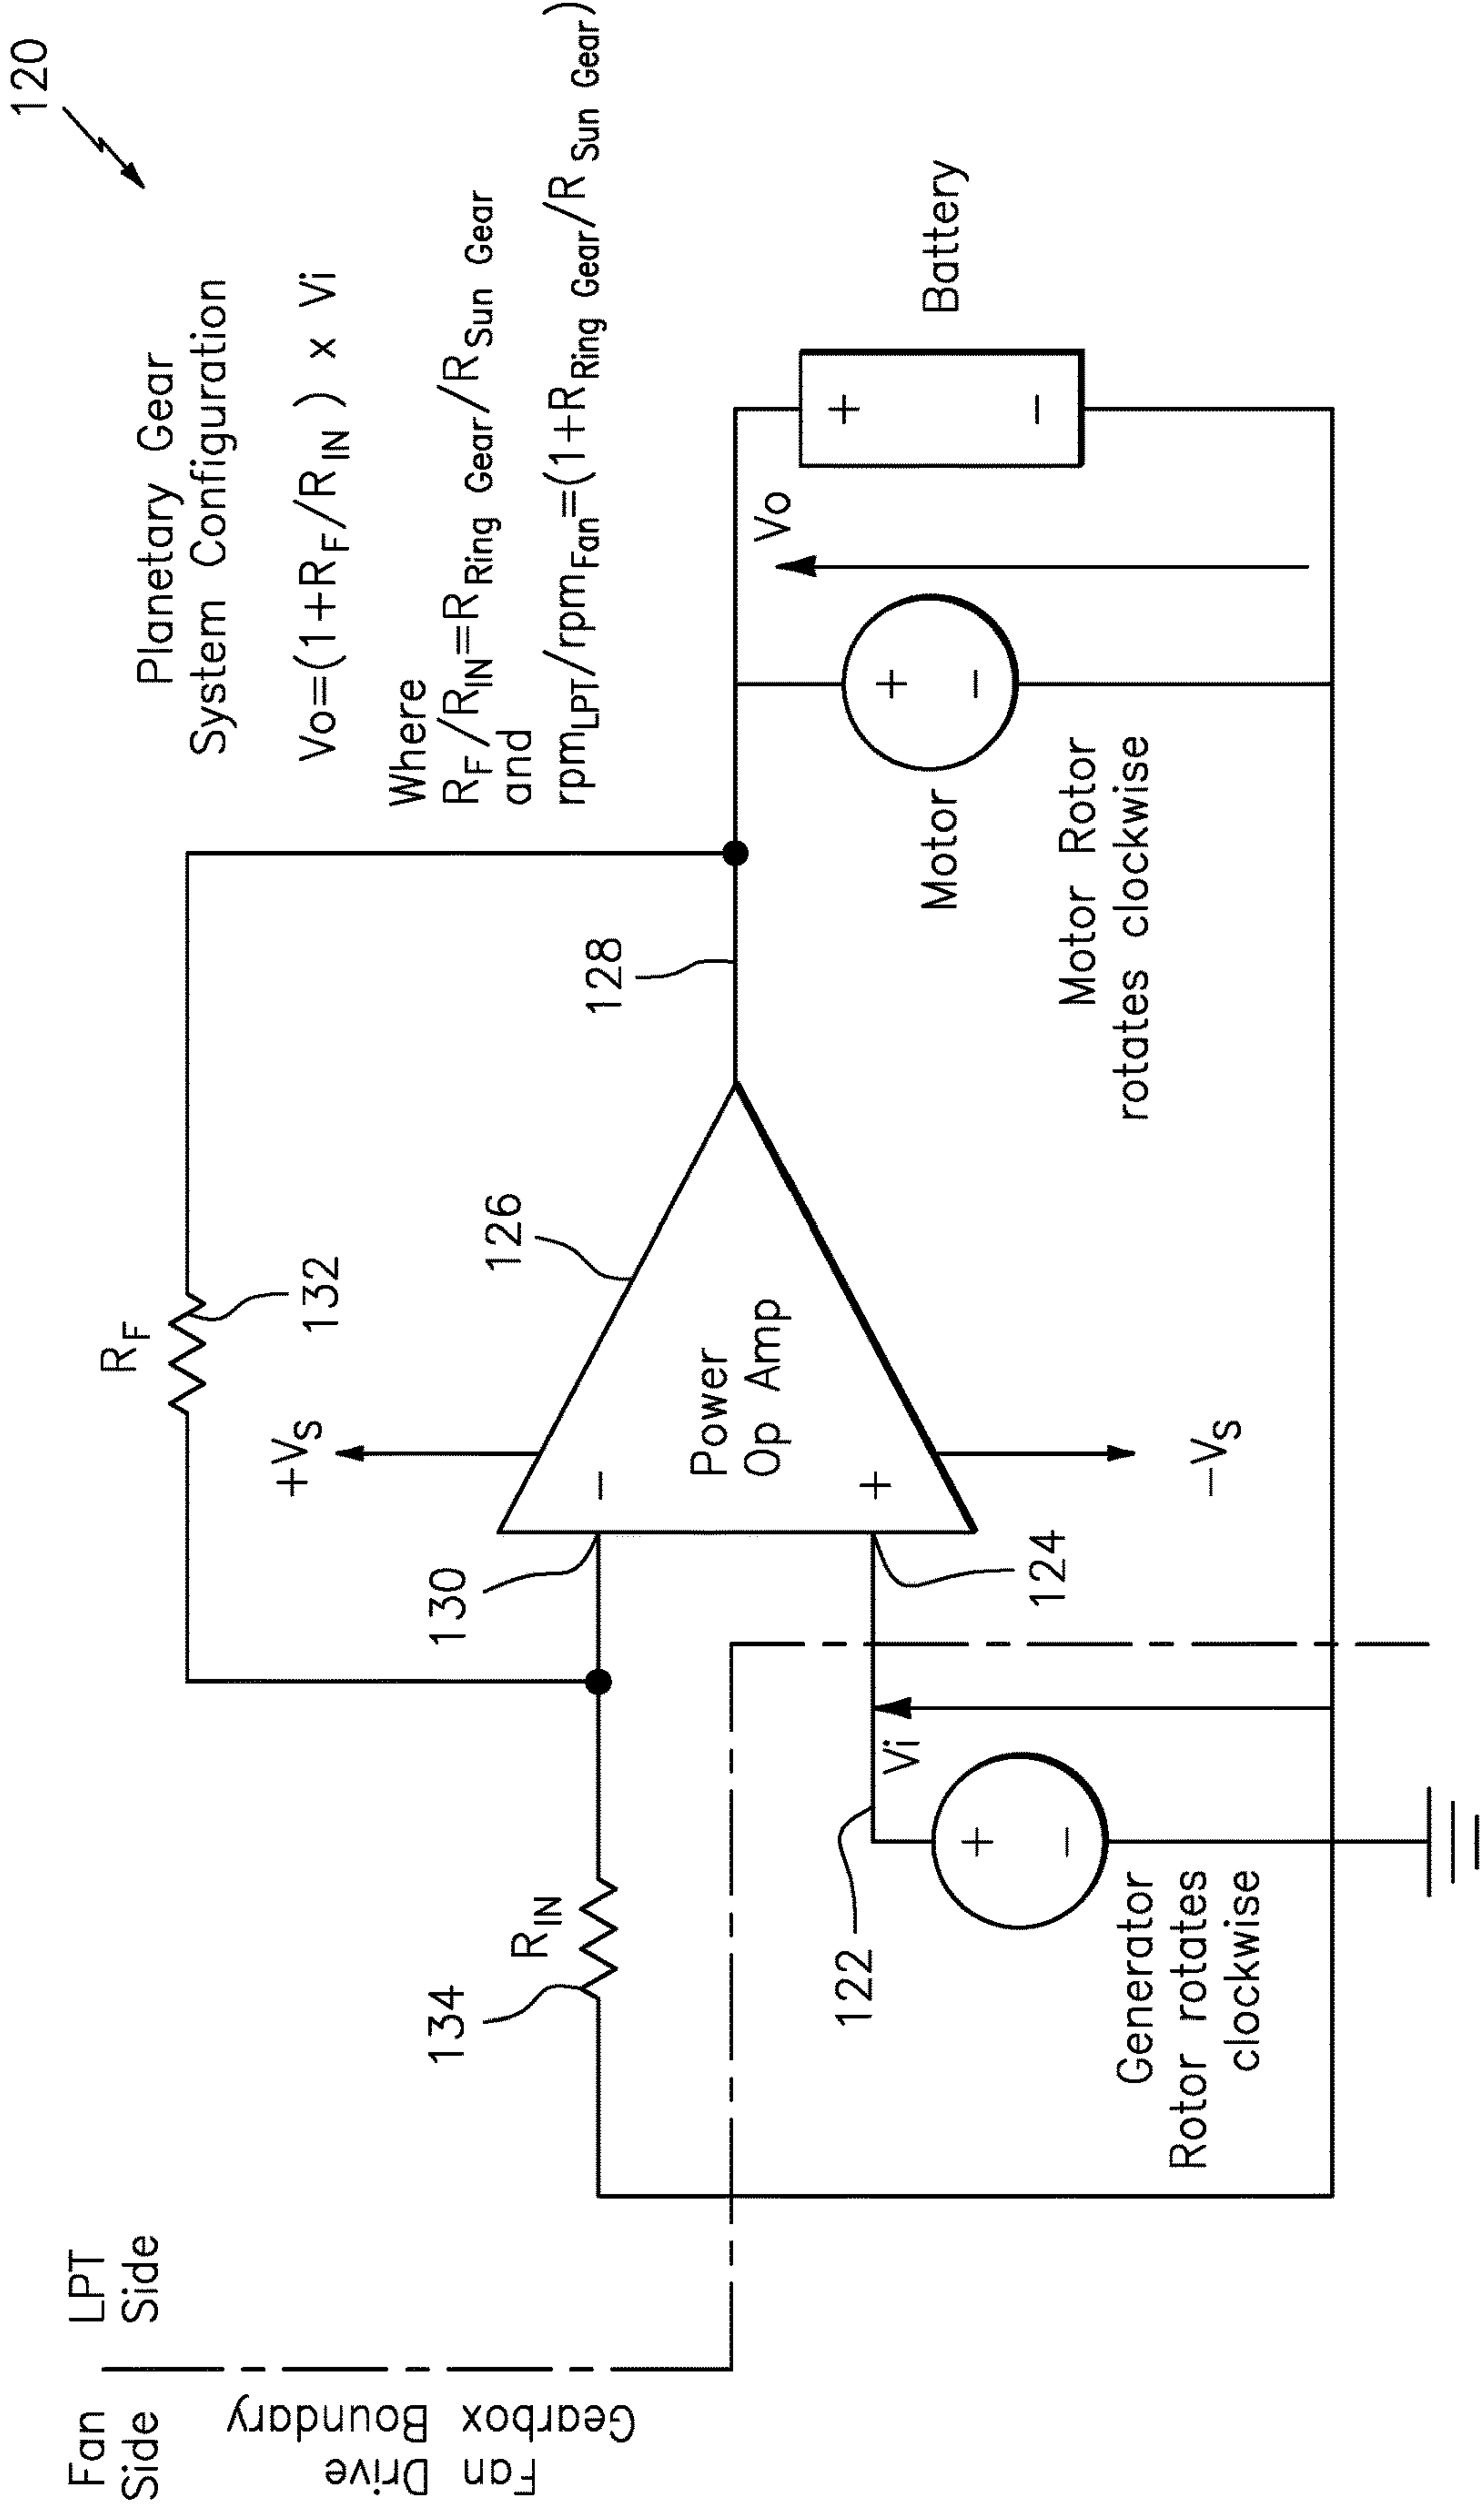 120
Planetary Gear
System Configuration
Vo=(1+RF/RIN) x Vi
Where
RF/RIN=RRing Gear/RSun Gear
and
rpmLPT/rpmFan=(1+RRing Gear/RSun Gear)
Fan
Side
LPT
Side
Fan Drive
Gearbox Boundary
RF
132
+Vs
126
128
130
134
RIN
-
Power
Op Amp
+
124
-Vs
122
Vi
+
-
Generator
Rotor rotates
clockwise
Motor
+
-
Motor Rotor
rotates clockwise
Vo
+
-
Battery